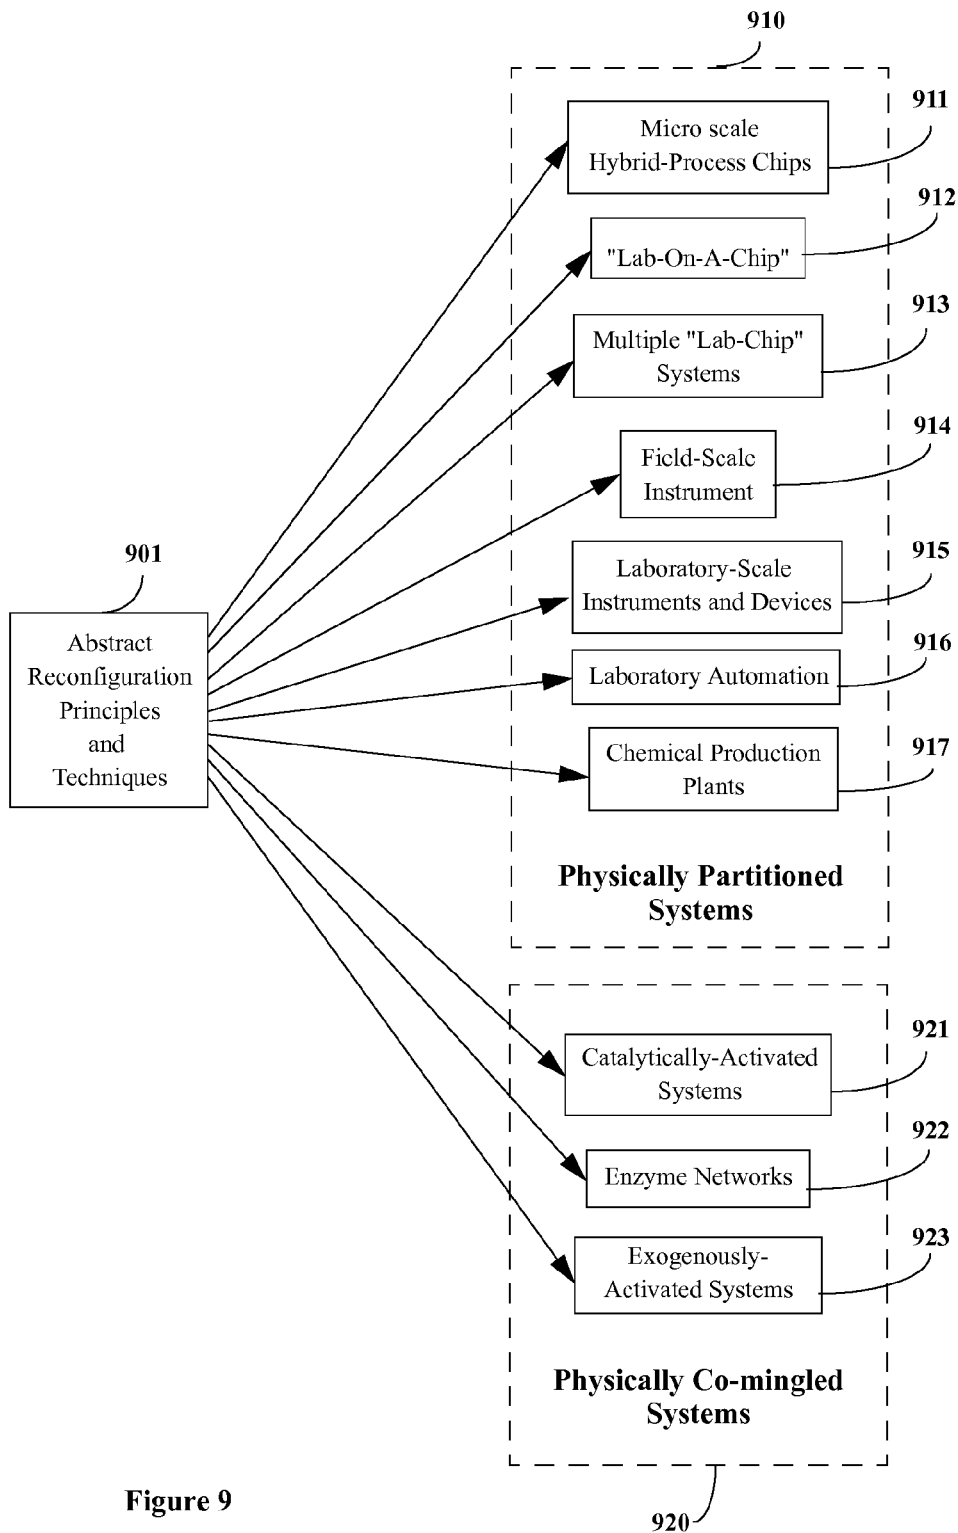 910
911
Micro scale
Hybrid-Process Chips
912
"Lab-On-A-Chip"
913
Multiple "Lab-Chip"
Systems
914
Field-Scale
Instrument
901
915
Laboratory-Scale
Instruments and Devices
Abstract
Reconfiguration
Principles
and
Techniques
916
Laboratory Automation
917
Chemical Production
Plants
Physically Partitioned
Systems
921
Catalytically-Activated
Systems
922
Enzyme Networks
923
Exogenously-
Activated Systems
Physically Co-mingled
Systems
Figure 9
920